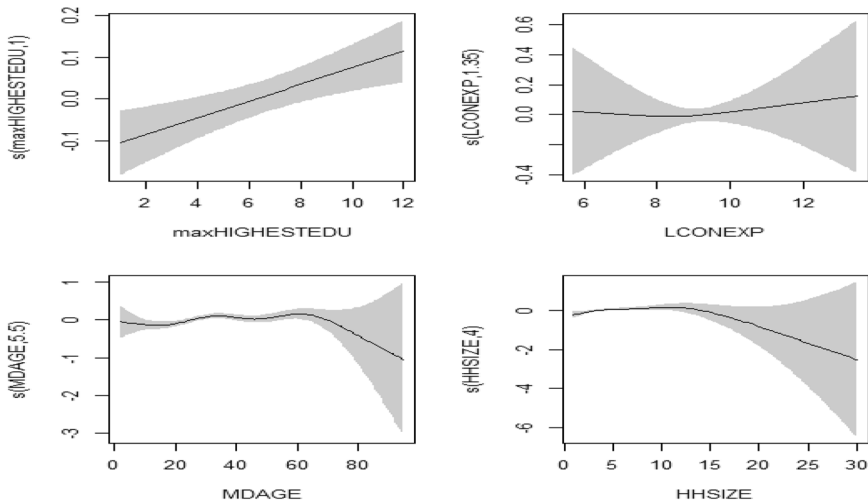 s(maxHIGHESTEDU,1)
0.2
0.1
0.0
-0.1
2 4 6 8 10 12
maxHIGHESTEDU
s(LCONEXP,1.35)
0.6
0.4
0.2
0.0
-0.4
6 8 10 12
LCONEXP
s(MDAGE,5.5)
1
0
-1
-2
-3
0 20 40 60 80
MDAGE
s(HHSIZE,4)
0
-2
-4
-6
0 5 10 15 20 25 30
HHSIZE